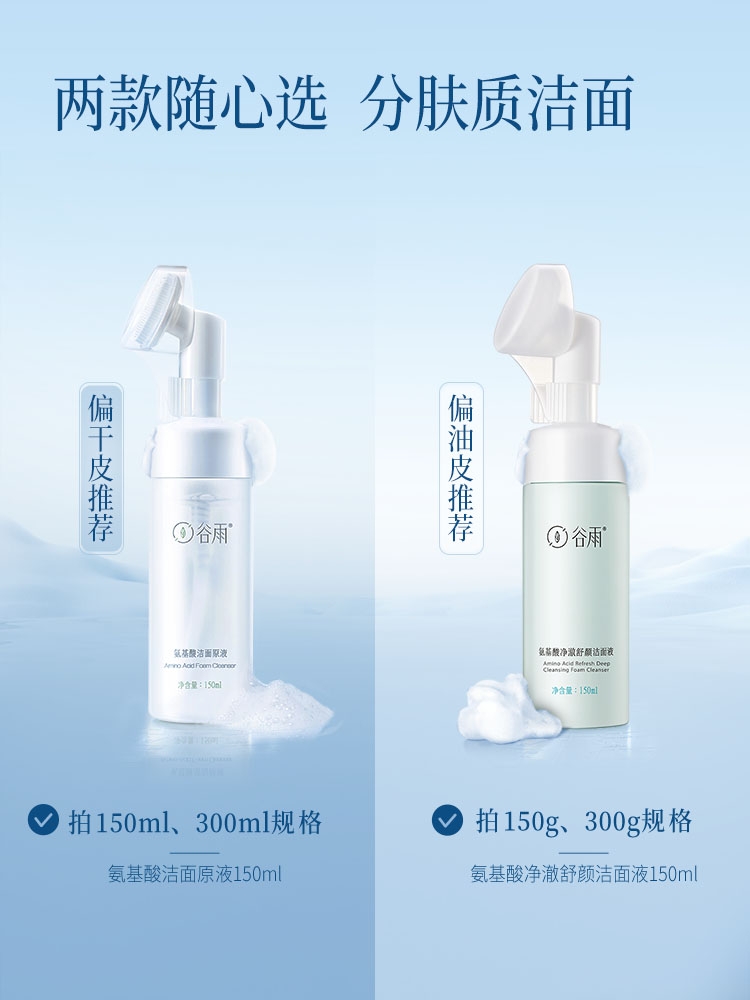 两款随心选 分肤质洁面
偏干皮推荐
谷雨®
氨基酸洁面原液
Amino Acid Foam Cleanser
净含量：150ml
拍150ml、300ml规格
氨基酸洁面原液150ml
偏油皮推荐
谷雨®
氨基酸净澈舒颜洁面液
Amino Acid Refresh Deep
Cleansing Foam Cleanser
净含量：150ml
拍150g、300g规格
氨基酸净澈舒颜洁面液150ml